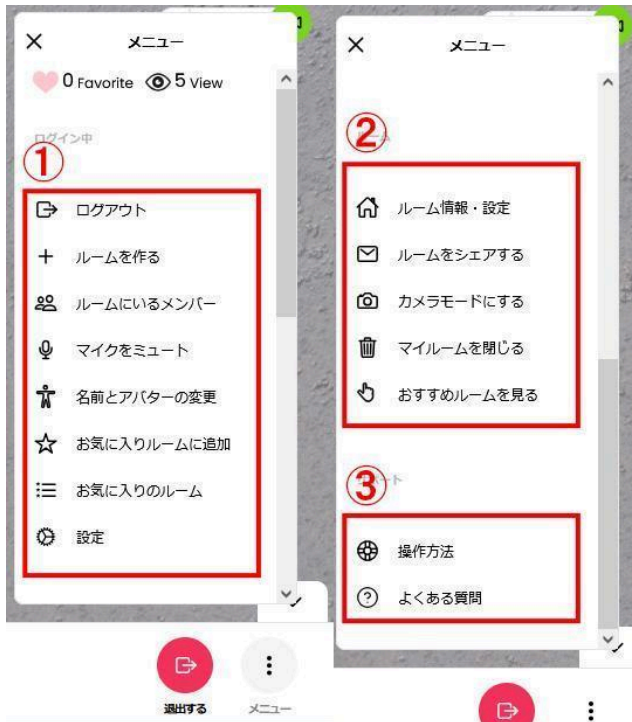 メニュー
0 Favorite 5 View
ログイン中
①
ログアウト
ルームを作る
ルームにいるメンバー
マイクをミュート
名前とアバターの変更
お気に入りルームに追加
お気に入りのルーム
設定
退出する
メニュー
メニュー
②
ルーム情報・設定
ルームをシェアする
カメラモードにする
マイルームを閉じる
おすすめルームを見る
③
操作方法
よくある質問